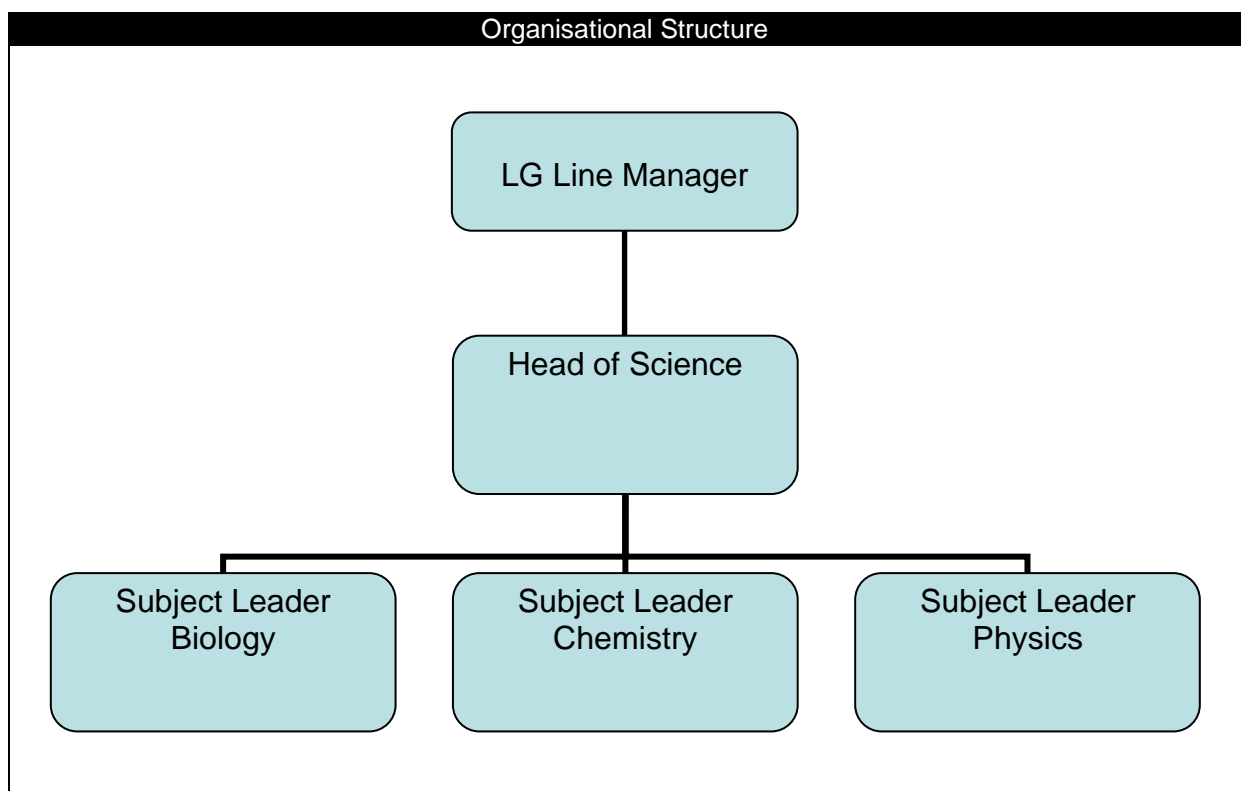 Organisational Structure
LG Line Manager
Head of Science
Subject Leader
Biology
Subject Leader
Chemistry
Subject Leader
Physics